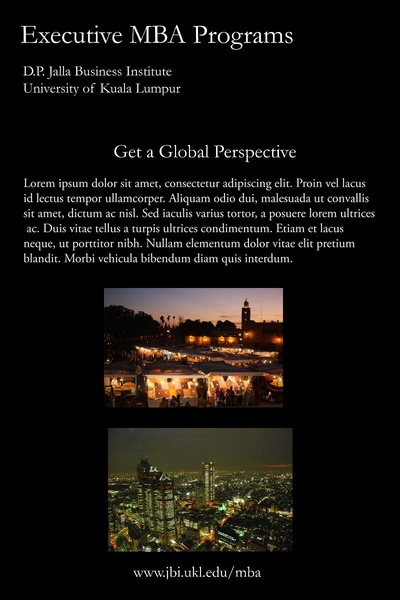 Executive MBA Programs
D.P. Jalla Business Institute
University of Kuala Lumpur
Get a Global Perspective
Lorem ipsum dolor sit amet, consectetur adipiscing elit. Proin vel lacus
id lectus tempor ullamcorper. Aliquam odio dui, malesuada ut convallis
sit amet, dictum ac nisl. Sed iaculis varius tortor, a posuere lorem ultrices
ac. Duis vitae tellus a turpis ultrices condimentum. Etiam et lacus
neque, ut porttitor nibh. Nullam elementum dolor vitae elit pretium
blandit. Morbi vehicula bibendum diam quis interdum.
www.jbi.ukl.edu/mba